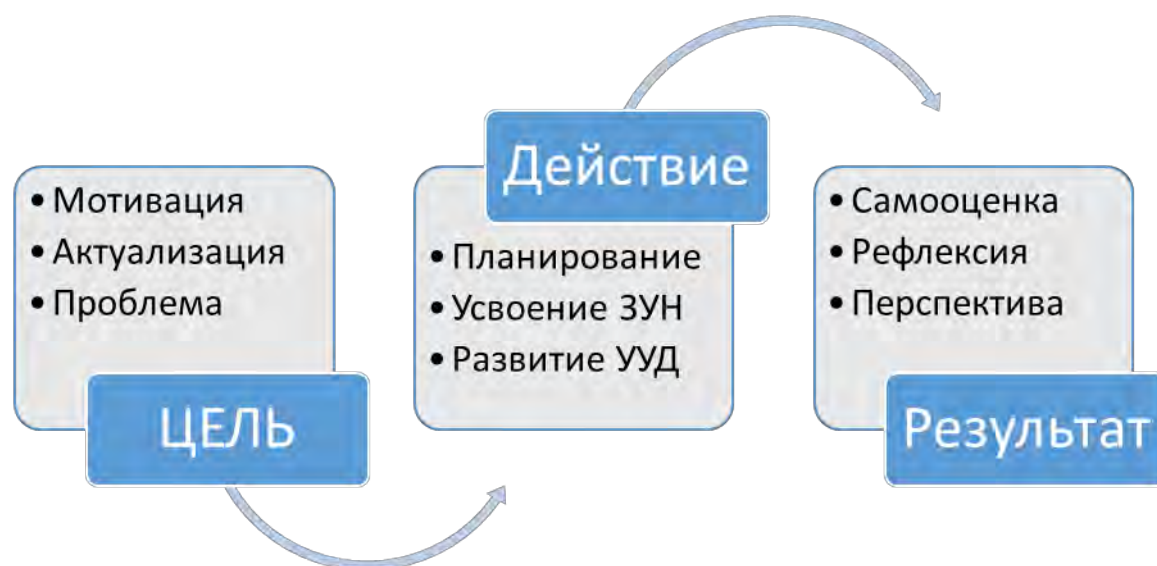 • Мотивация
• Актуализация
• Проблема
ЦЕЛЬ
Действие
• Планирование
• Усвоение ЗУН
• Развитие УУД
• Самооценка
• Рефлексия
• Перспектива
Результат